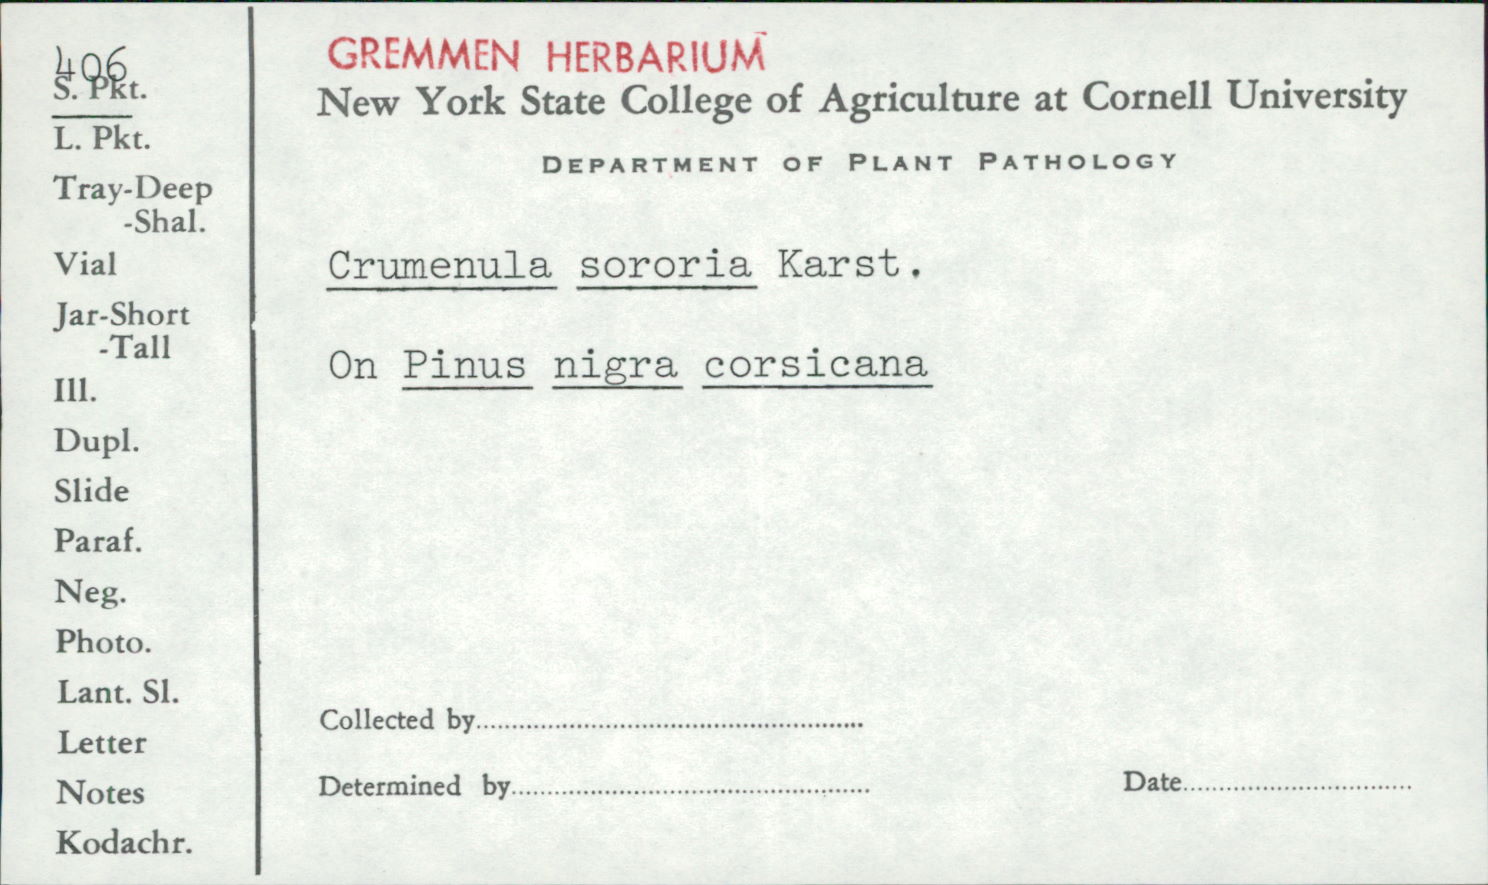 406
S. Pkt.
L. Pkt.
Tray-Deep
-Shal.
Vial
Jar-Short
-Tall
Ill.
Dupl.
Slide
Paraf.
Neg.
Photo.
Lant. Sl.
Letter
Notes
Kodachr.
GREMMEN HERBARIUM
New York State College of Agriculture at Cornell University
DEPARTMENT OF PLANT PATHOLOGY
Crumenula sororia Karst.
On Pinus nigra corsicana
Collected by
Determined by
Date